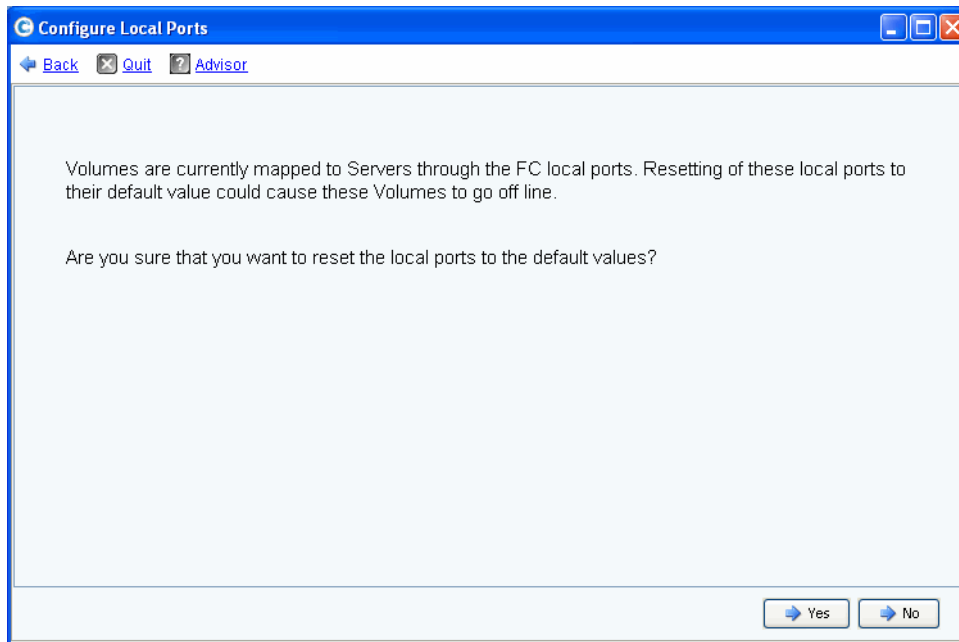 Configure Local Ports
Back Quit ? Advisor
Volumes are currently mapped to Servers through the FC local ports. Resetting of these local ports to
their default value could cause these Volumes to go off line.
Are you sure that you want to reset the local ports to the default values?
Yes No